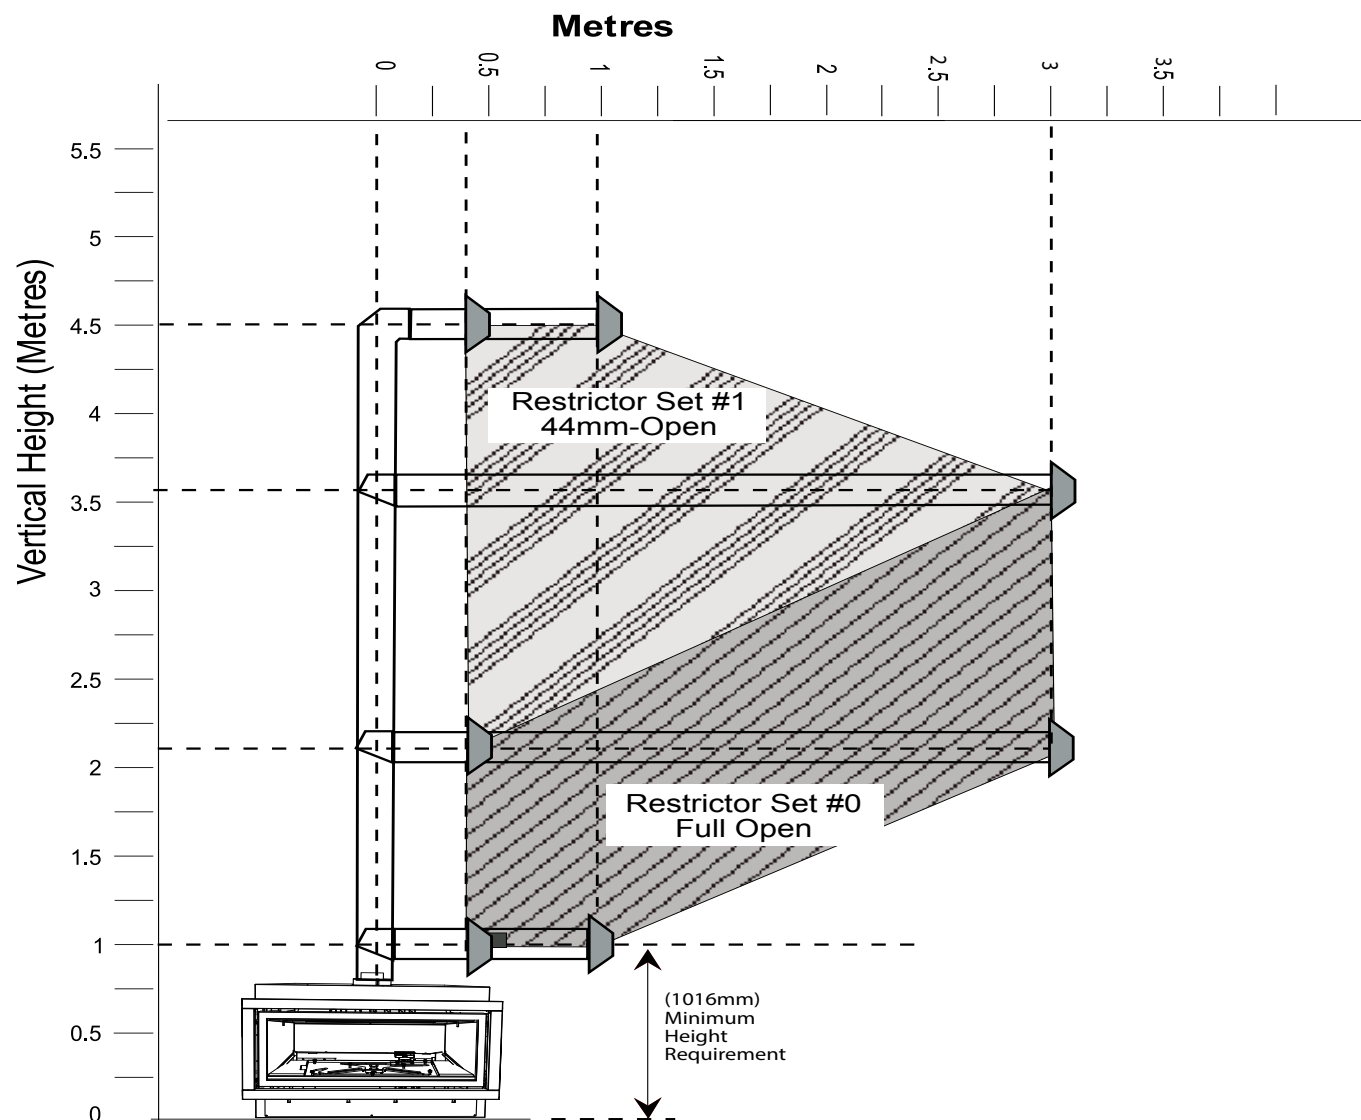 Metres
0 0.5 1 1.5 2 2.5 3 3.5
Vertical Height (Metres)
5.5
5
4.5
4
3.5
3
2.5
2
1.5
1
0.5
0
Restrictor Set #1
44mm-Open
Restrictor Set #0
Full Open
(1016mm)
Minimum
Height
Requirement